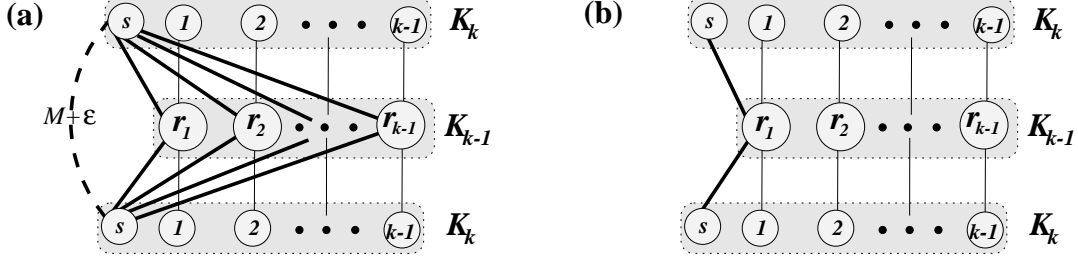 (a) s 1 2 • • • k-1 K_k (b) s 1 2 • • • k-1 K_k
M+ε r_1 r_2 • • • r_{k-1} K_{k-1} r_1 r_2 • • • r_{k-1} K_{k-1}
s 1 2 • • • k-1 K_k s 1 2 • • • k-1 K_k